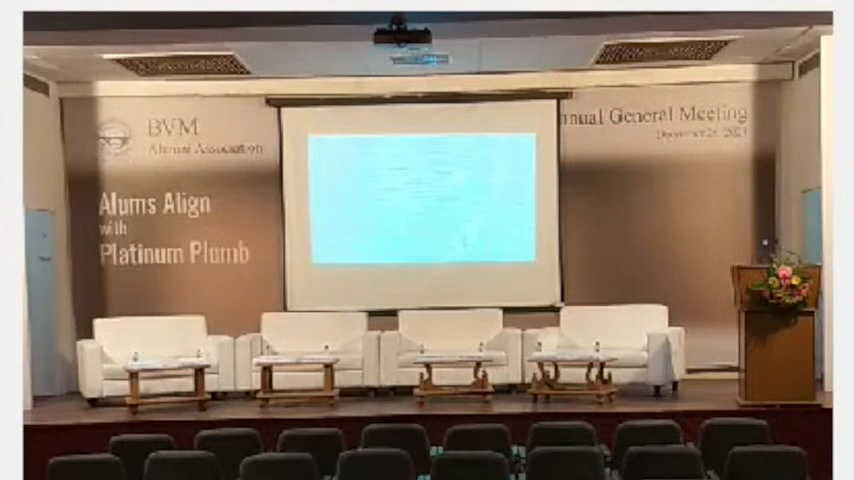 BVM
Alumni Association
Alums Align
with
Platinum Plumb
nnual General Meeting